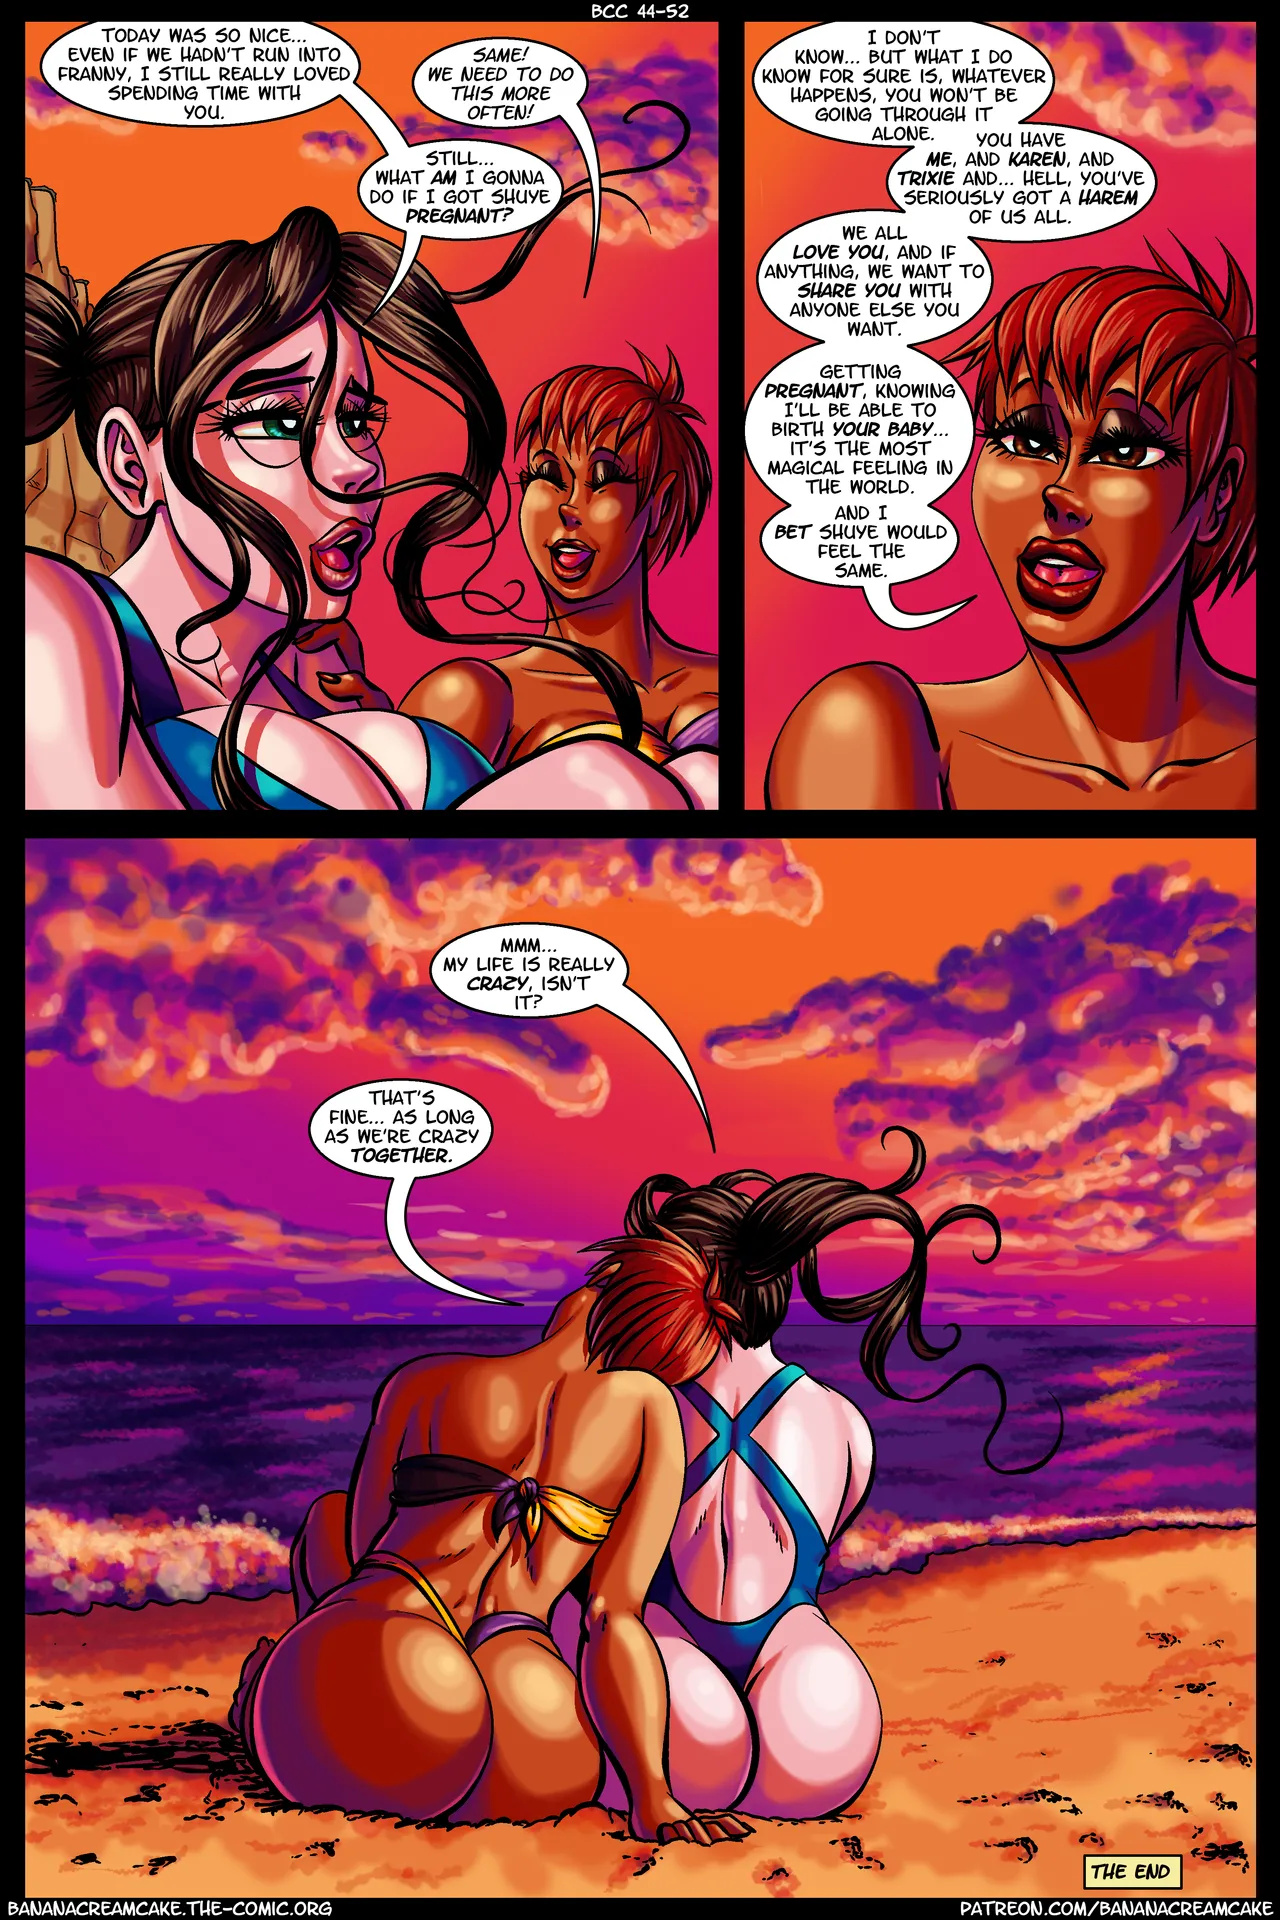 BCC 44-52
TODAY WAS SO NICE...
EVEN IF WE HADN'T RUN INTO
FRANNY, I STILL REALLY LOVED
SPENDING TIME WITH
YOU.
SAME!
WE NEED TO DO
THIS MORE
OFTEN!
STILL...
WHAT AM I GONNA
DO IF I GOT SHUYE
PREGNANT?
I DON'T
KNOW... BUT WHAT I DO
KNOW FOR SURE IS, WHATEVER
HAPPENS, YOU WON'T BE
GOING THROUGH IT
ALONE.
YOU HAVE
ME, AND KAREN, AND
TRIXIE AND... HELL, YOU'VE
SERIOUSLY GOT A HAREM
OF US ALL.
WE ALL
LOVE YOU, AND IF
ANYTHING, WE WANT TO
SHARE YOU WITH
ANYONE ELSE YOU
WANT.
GETTING
PREGNANT, KNOWING
I'LL BE ABLE TO
BIRTH YOUR BABY...
IT'S THE MOST
MAGICAL FEELING IN
THE WORLD.
AND I
BET SHUYE WOULD
FEEL THE
SAME.
MMM...
MY LIFE IS REALLY
CRAZY, ISN'T
IT?
THAT'S
FINE... AS LONG
AS WE'RE CRAZY
TOGETHER.
THE END
BANANACREAMCAKE.THE-COMIC.ORG
PATREON.COM/BANANACREAMCAKE